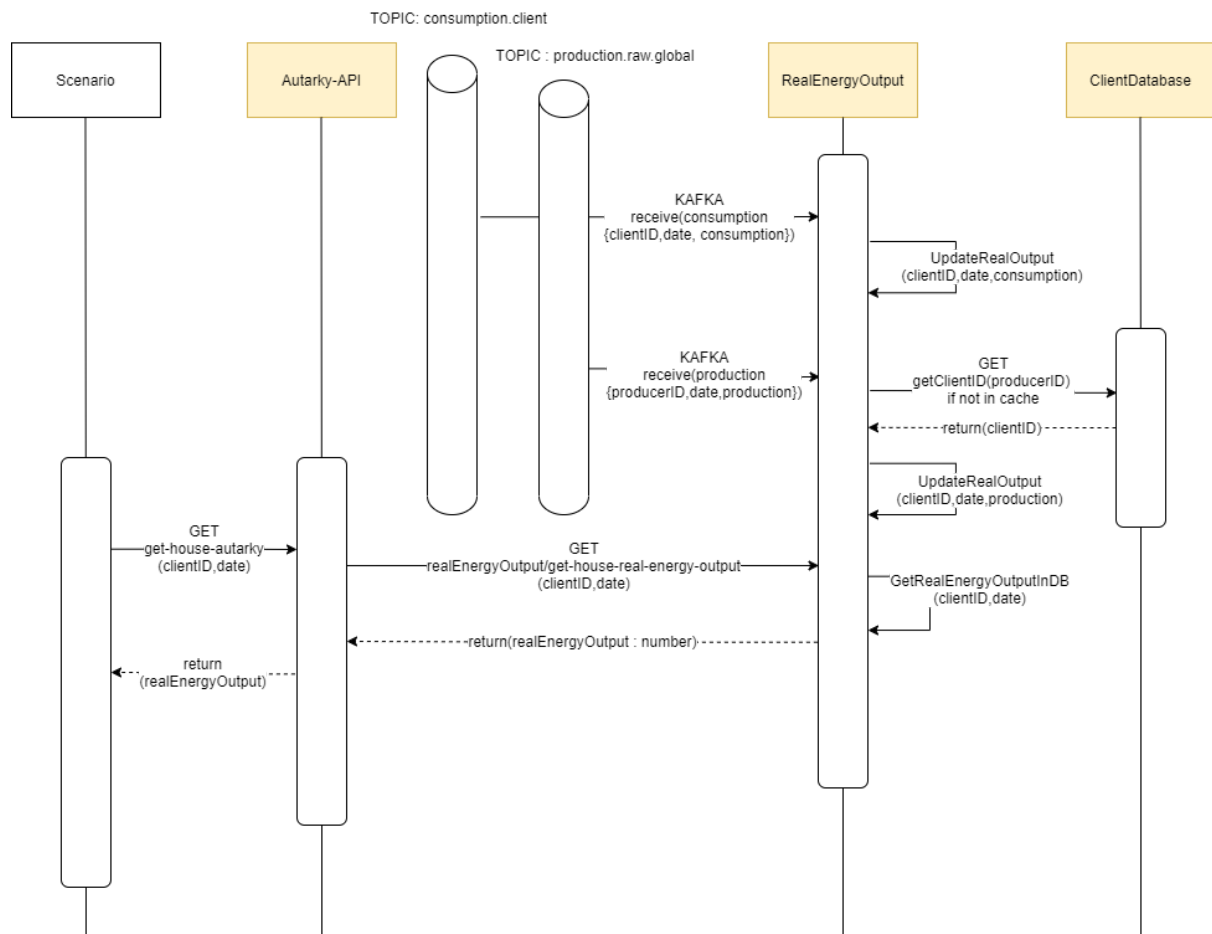 TOPIC: consumption.client
TOPIC : production.raw.global
Scenario
Autarky-API
RealEnergyOutput
ClientDatabase
KAFKA
receive(consumption
{clientID,date, consumption})
UpdateRealOutput
(clientID,date,consumption)
KAFKA
receive(production
{producerID,date,production})
GET
getClientID(producerID)
if not in cache
return(clientID)
UpdateRealOutput
(clientID,date,production)
GET
get-house-autarky
(clientID,date)
GET
realEnergyOutput/get-house-real-energy-output
(clientID,date)
GetRealEnergyOutputInDB
(clientID,date)
return(realEnergyOutput : number)
return
(realEnergyOutput)